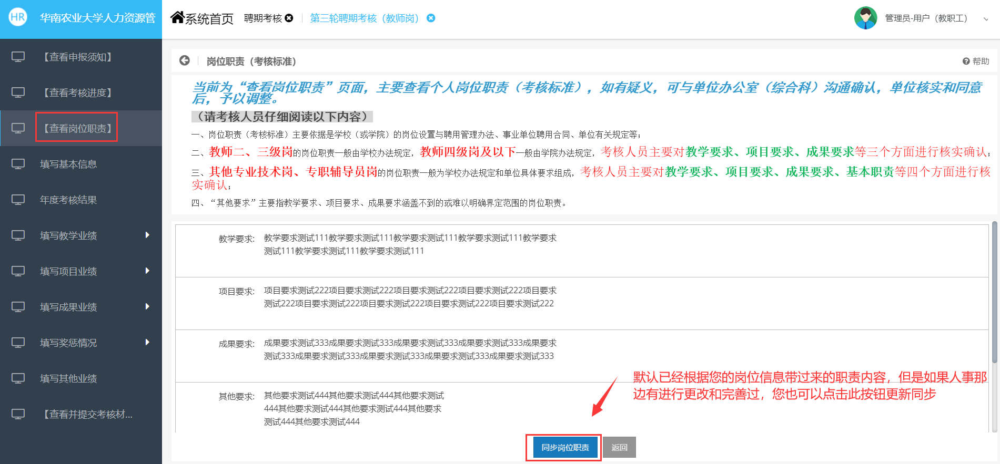 HR 华南农业大学人力资源管
系统首页 聘期考核 第三轮聘期考核（教师岗）
管理员-用户（教职工）
【查看申报须知】
【查看考核进度】
【查看岗位职责】
填写基本信息
年度考核结果
填写教学业绩
填写项目业绩
填写成果业绩
填写奖惩情况
填写其他业绩
【查看并提交考核材...
岗位职责（考核标准）
帮助
当前为“查看岗位职责”页面，主要查看个人岗位职责（考核标准），如有疑义，可与单位办公室（综合科）沟通确认，单位核实和同意
后，予以调整。
（请考核人员仔细阅读以下内容）
一、岗位职责（考核标准）主要依据是学校（或学院）的岗位设置与聘用管理办法、事业单位聘用合同、单位有关规定等；
二、教师二、三级岗的岗位职责一般由学校办法规定，教师四级岗及以下一般由学院办法规定，考核人员主要对教学要求、项目要求、成果要求等三个方面进行核实确认；
三、其他专业技术岗、专职辅导员岗的岗位职责一般为学校办法规定和单位具体要求组成，考核人员主要对教学要求、项目要求、成果要求、基本职责等四个方面进行核
实确认；
四、“其他要求”主要指教学要求、项目要求、成果要求涵盖不到的或难以明确界定范围的岗位职责。
教学要求: 教学要求测试111教学要求测试111教学要求测试111教学要求测试111教学要求
测试111教学要求测试111教学要求测试111
项目要求: 项目要求测试222项目要求测试222项目要求测试222项目要求测试222项目要求
测试222项目要求测试222项目要求测试222项目要求测试222项目要求测试222
成果要求: 成果要求测试333成果要求测试333成果要求测试333成果要求测试333成果要求
测试333成果要求测试333成果要求测试333成果要求测试333成果要求测试333
其他要求: 其他要求测试444其他要求测试444其他要求测试
444其他要求测试444其他要求测试444其他要求
测试444其他要求测试444
默认已经根据您的岗位信息带过来的职责内容，但是如果人事那
边有进行更改和完善过，您也可以点击此按钮更新同步
同步岗位职责 返回